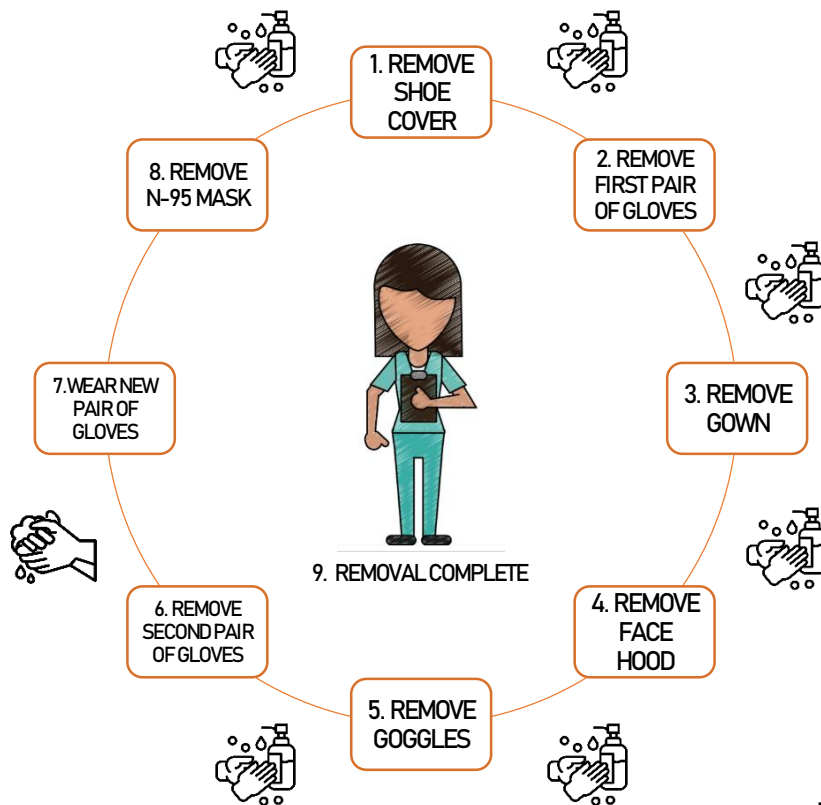 1. REMOVE
SHOE
COVER
2. REMOVE
FIRST PAIR
OF GLOVES
3. REMOVE
GOWN
4. REMOVE
FACE
HOOD
5. REMOVE
GOGGLES
6. REMOVE
SECOND PAIR
OF GLOVES
7.WEAR NEW
PAIR OF
GLOVES
8. REMOVE
N-95 MASK
9. REMOVAL COMPLETE